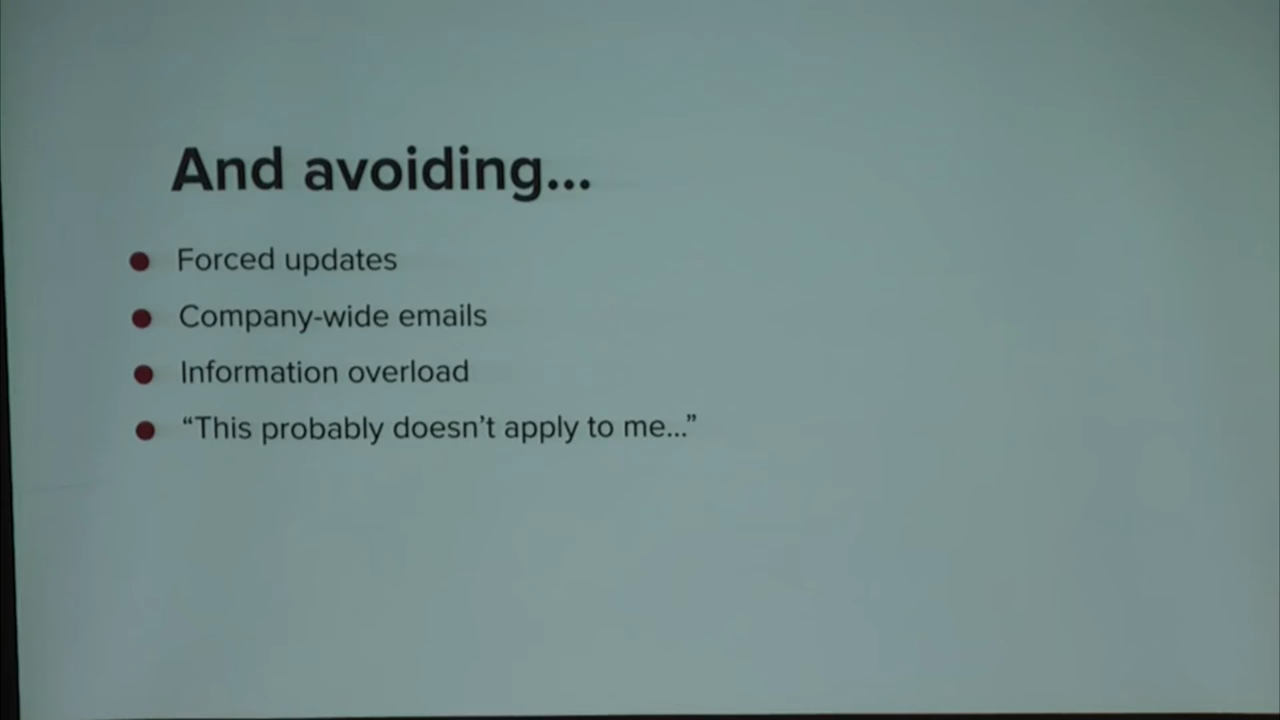 And avoiding...
● Forced updates
● Company-wide emails
● Information overload
● “This probably doesn’t apply to me...”